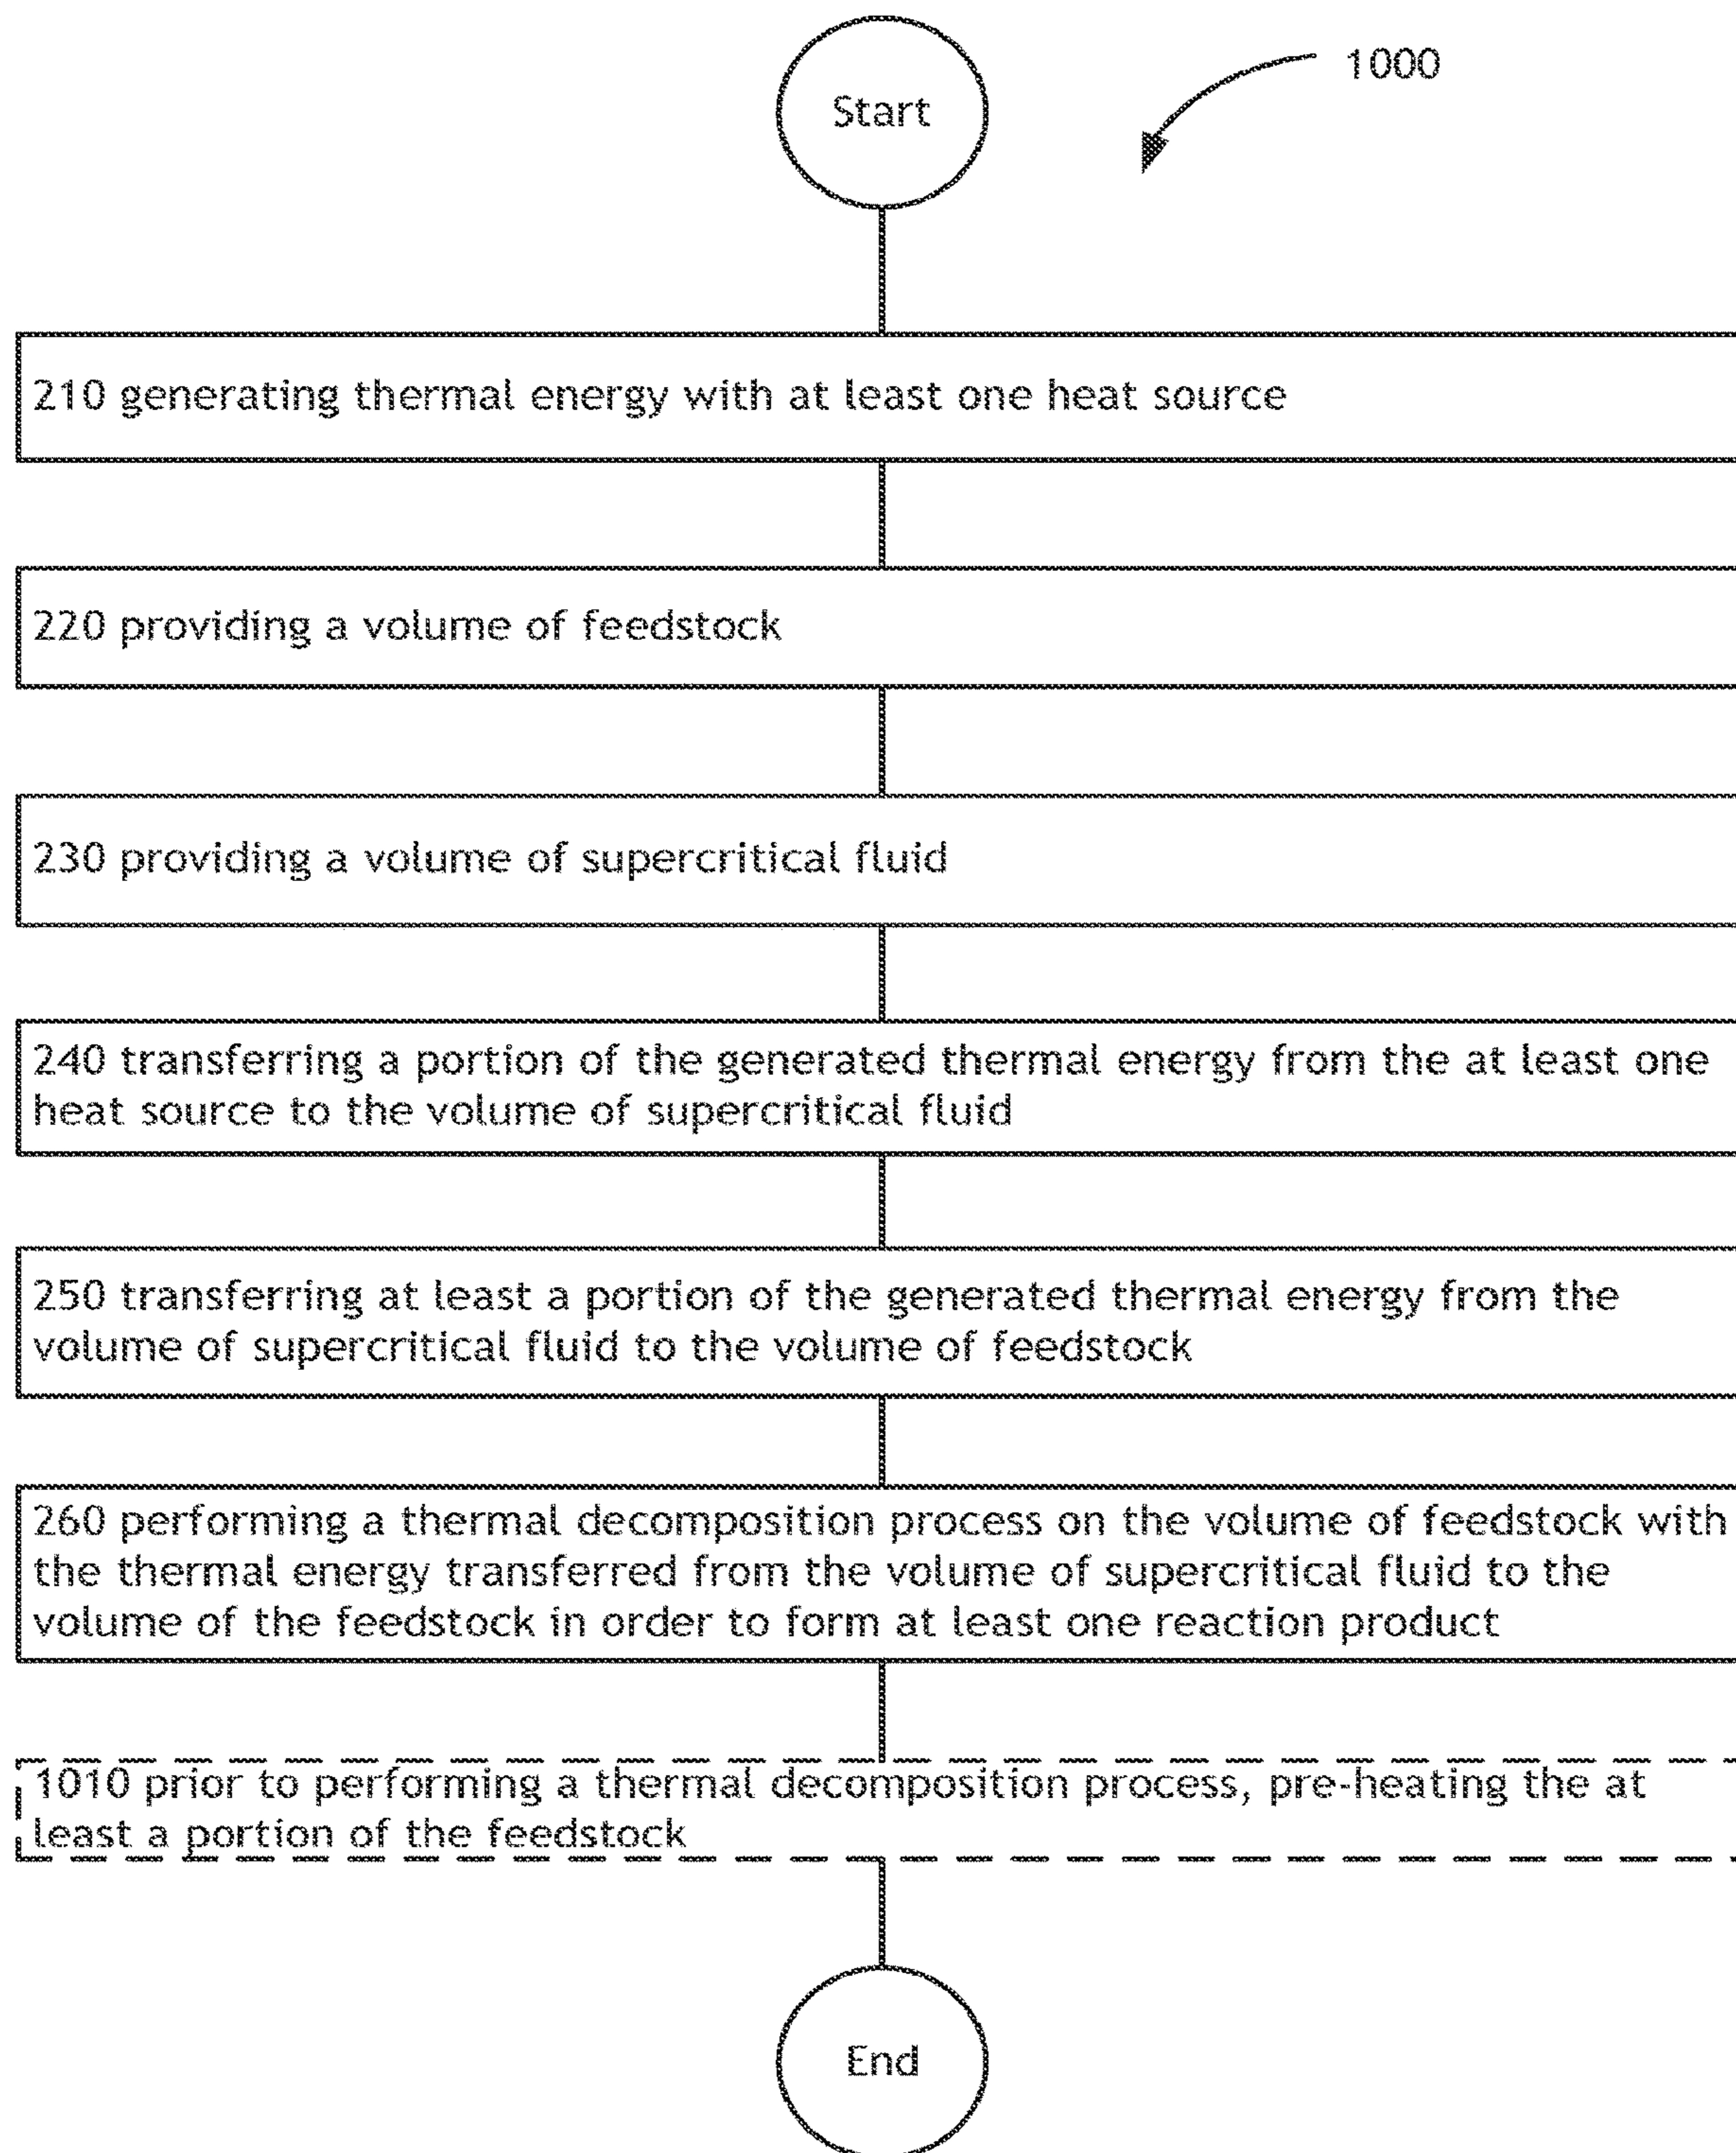 Start
1000
210 generating thermal energy with at least one heat source
220 providing a volume of feedstock
230 providing a volume of supercritical fluid
240 transferring a portion of the generated thermal energy from the at least one
heat source to the volume of supercritical fluid
250 transferring at least a portion of the generated thermal energy from the
volume of supercritical fluid to the volume of feedstock
260 performing a thermal decomposition process on the volume of feedstock with
the thermal energy transferred from the volume of supercritical fluid to the
volume of the feedstock in order to form at least one reaction product
1010 prior to performing a thermal decomposition process, pre-heating the at
least a portion of the feedstock
End